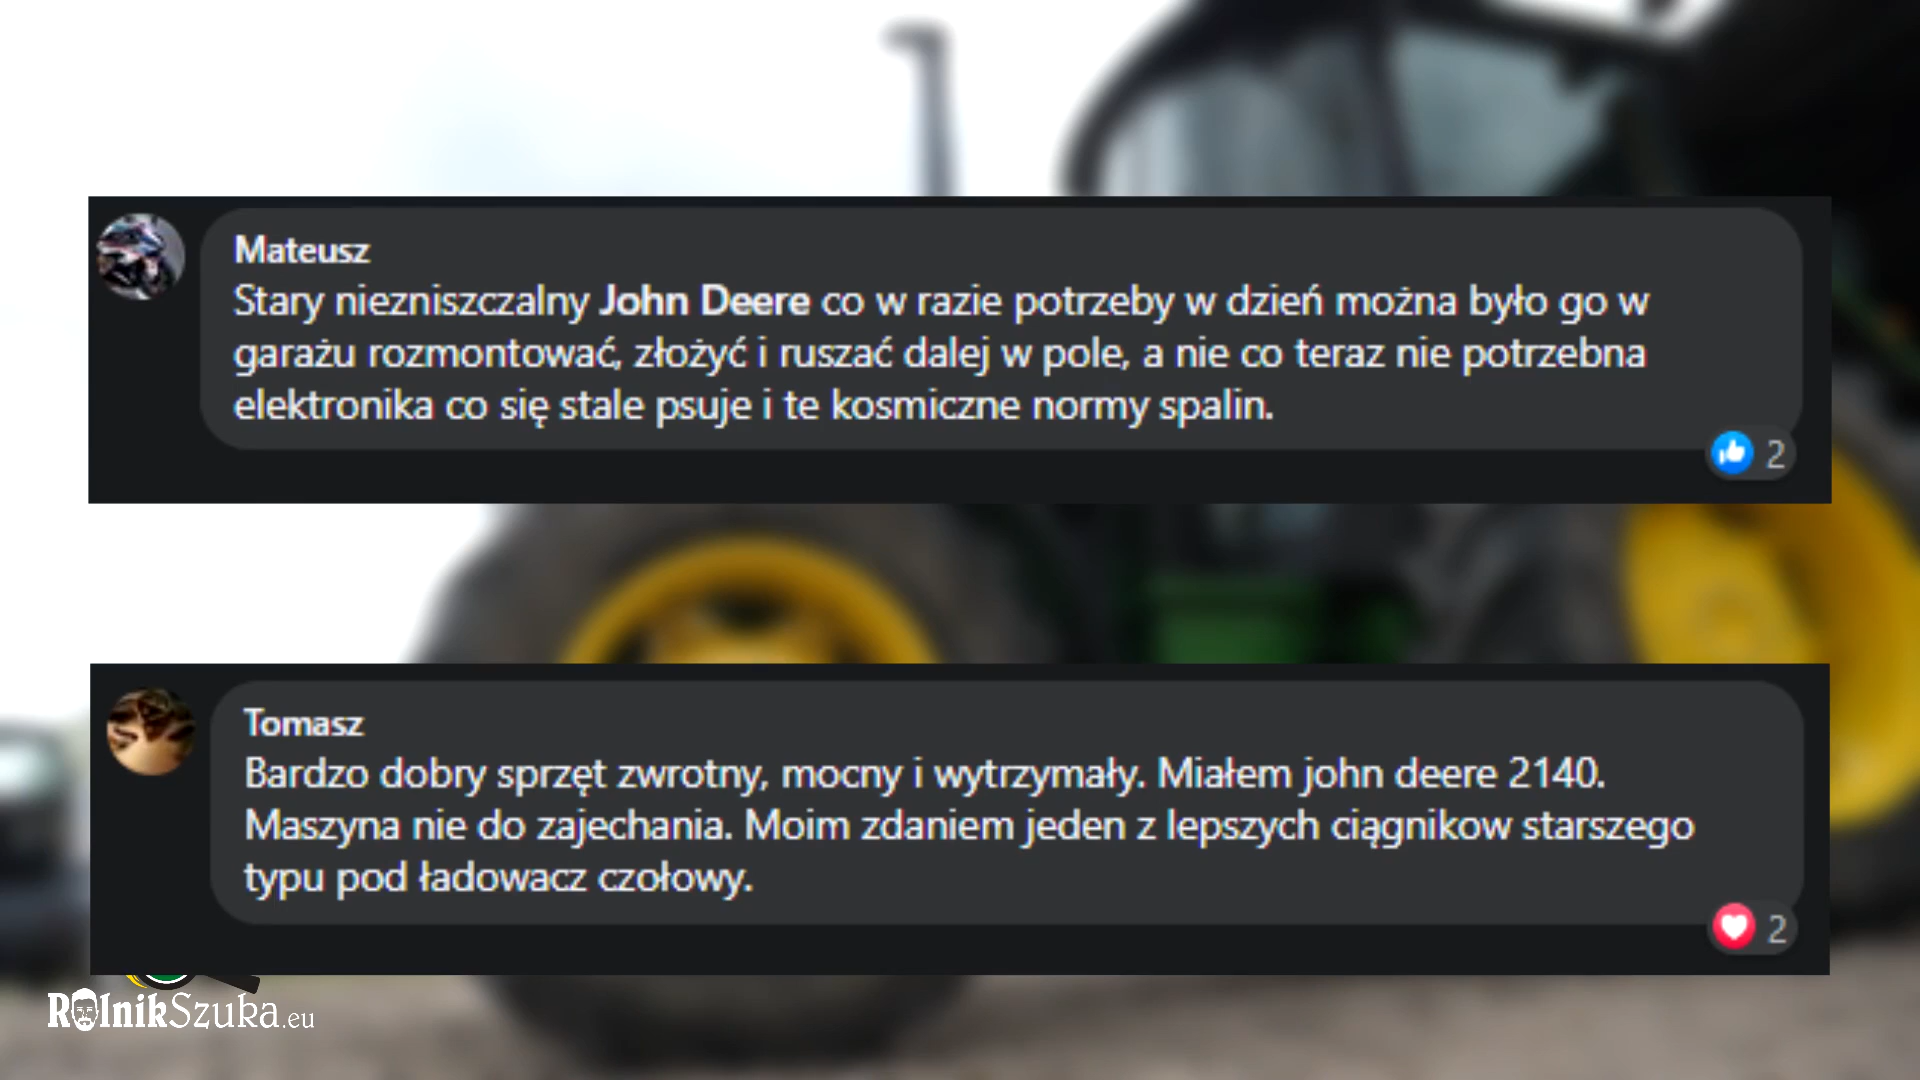 Mateusz
Stary niezniszczalny John Deere co w razie potrzeby w dzień można było go w
garażu rozmontować, złożyć i ruszać dalej w pole, a nie co teraz nie potrzebna
elektronika co się stale psuje i te kosmiczne normy spalin.
2
Tomasz
Bardzo dobry sprzęt zwrotny, mocny i wytrzymały. Miałem john deere 2140.
Maszyna nie do zajechania. Moim zdaniem jeden z lepszych ciągnikow starszego
typu pod ładowacz czołowy.
2
RolnikSzuka.eu